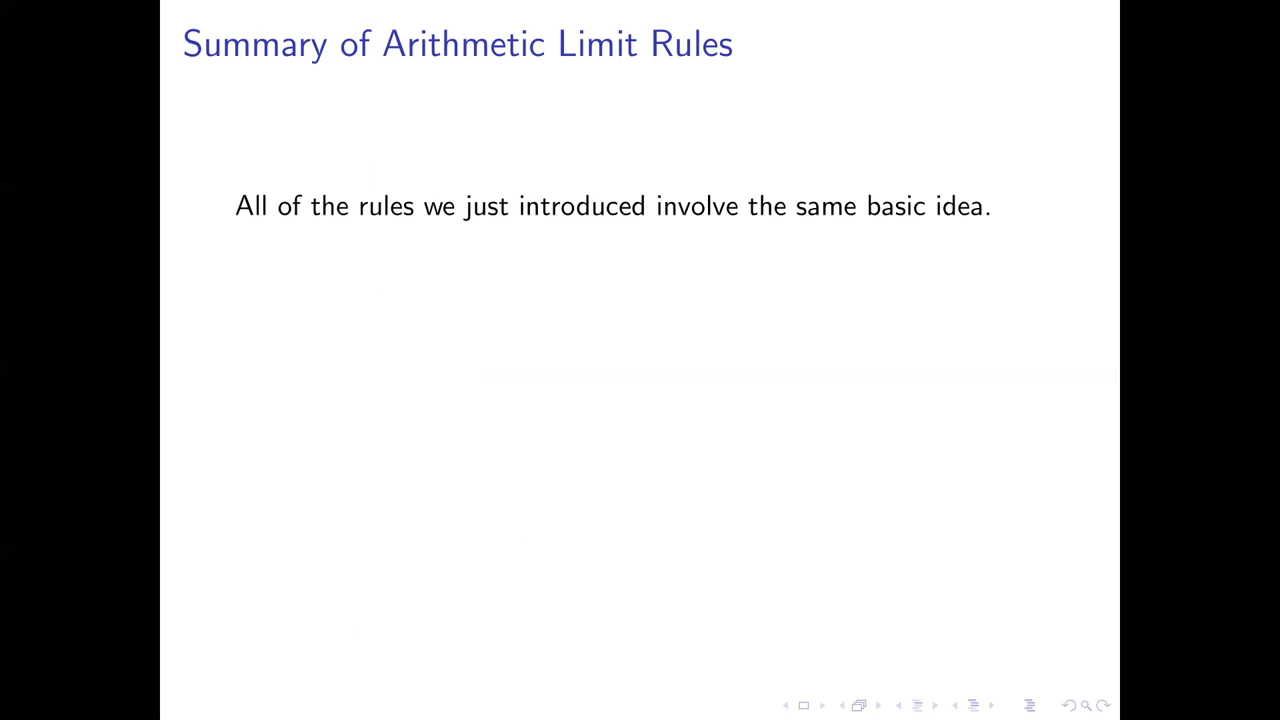 Summary of Arithmetic Limit Rules
All of the rules we just introduced involve the same basic idea.